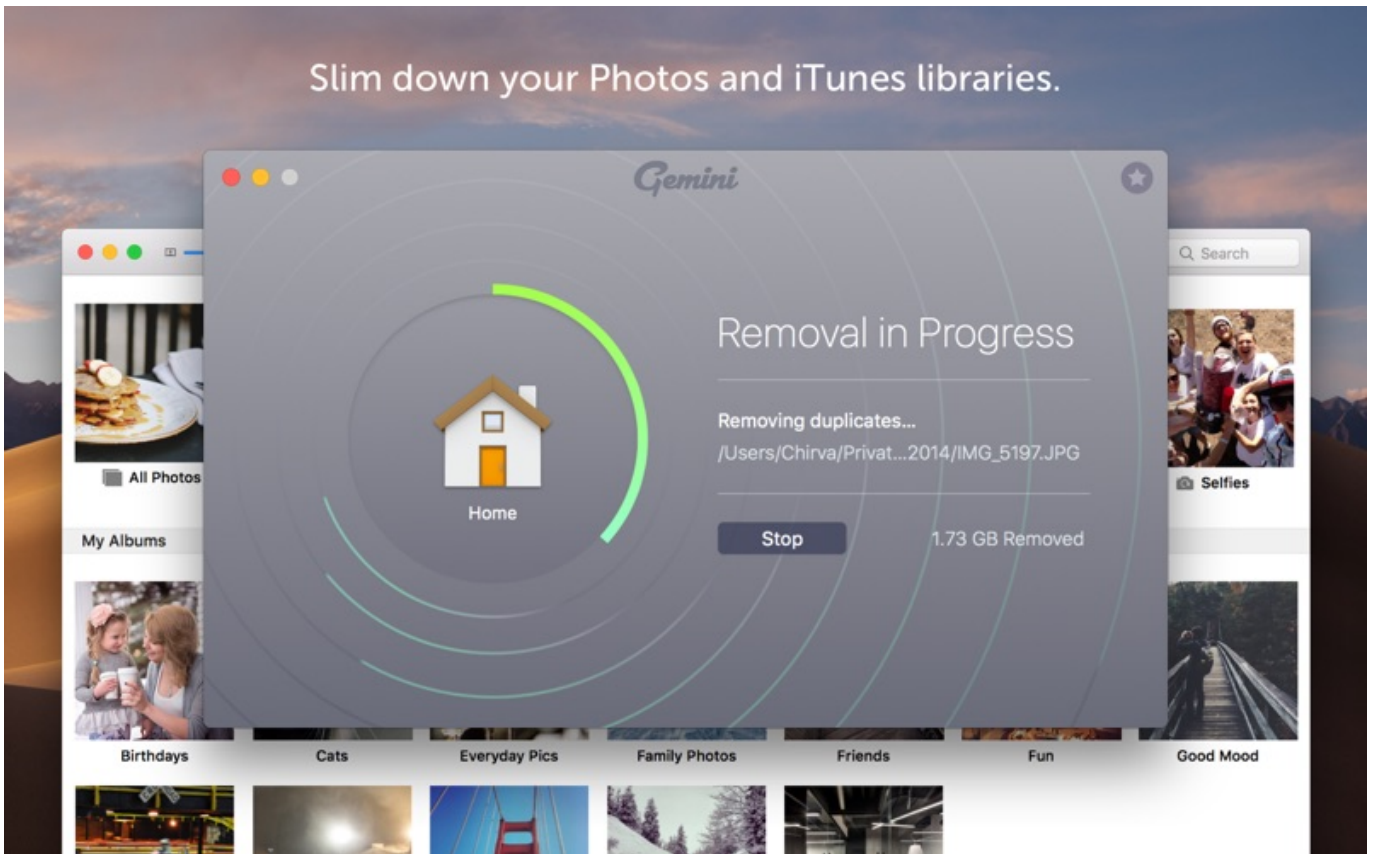 Slim down your Photos and iTunes libraries.
Gemini
Search
Removal in Progress
Removing duplicates...
/Users/Chirva/Privat...2014/IMG_5197.JPG
Home
Stop
1.73 GB Removed
All Photos
Selfies
My Albums
Birthdays
Cats
Everyday Pics
Family Photos
Friends
Fun
Good Mood